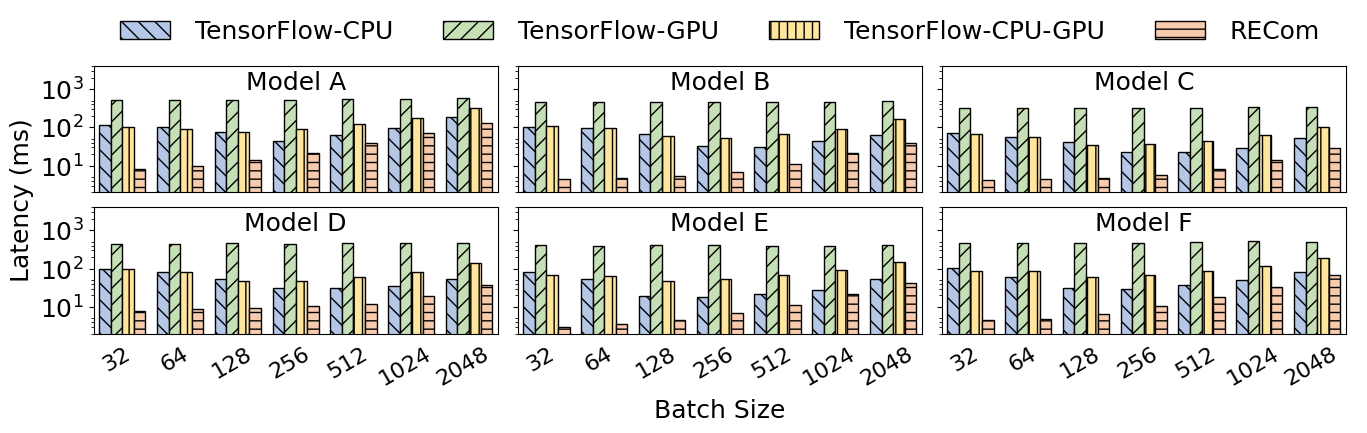 TensorFlow-CPU TensorFlow-GPU TensorFlow-CPU-GPU RECom
Latency (ms)
Model A Model B Model C
10³
10²
10¹
Model D Model E Model F
10³
10²
10¹
32 64 128 256 512 1024 2048 32 64 128 256 512 1024 2048 32 64 128 256 512 1024 2048
Batch Size